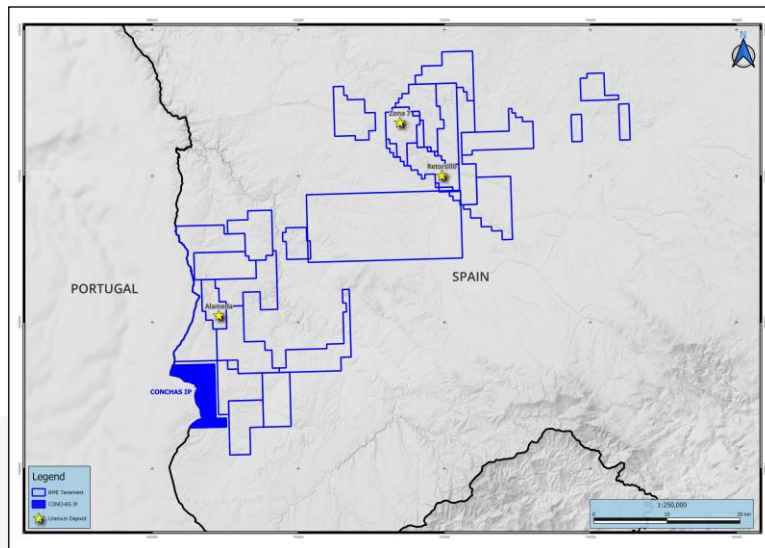 N
Zona 7
Retortillo
SPAIN
PORTUGAL
Alameda
CONCHAS IP
Legend
BME Tenement
CONCHAS IP
Uranium Deposit
1:250,000
0 10 20 km